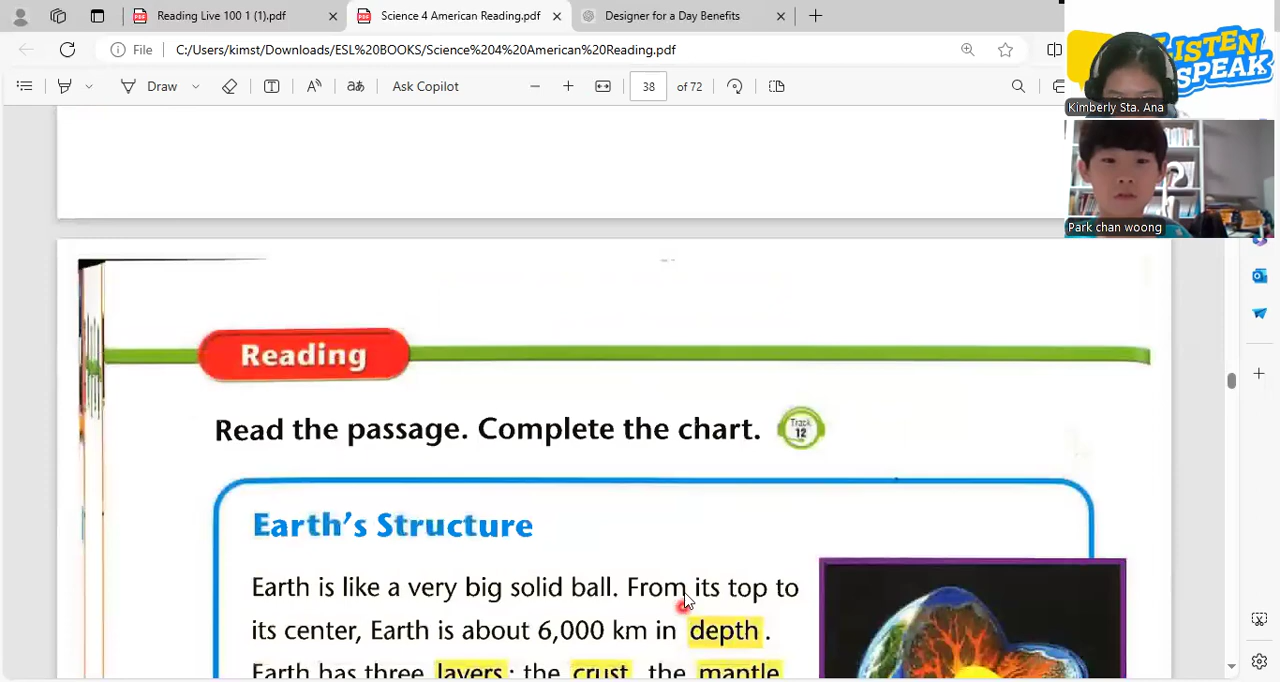 Reading Live 100 1 (1).pdf
Science 4 American Reading.pdf
Designer for a Day Benefits
File
C:/Users/kimst/Downloads/ESL%20BOOKS/Science%204%20American%20Reading.pdf
Draw
Ask Copilot
38 of 72
LISTEN
SPEAK
Kimberly Sta. Ana
Park chan woong
Reading
Read the passage. Complete the chart.
Track
12
Earth's Structure
Earth is like a very big solid ball. From its top to
its center, Earth is about 6,000 km in depth.
Earth has three layers: the crust, the mantle